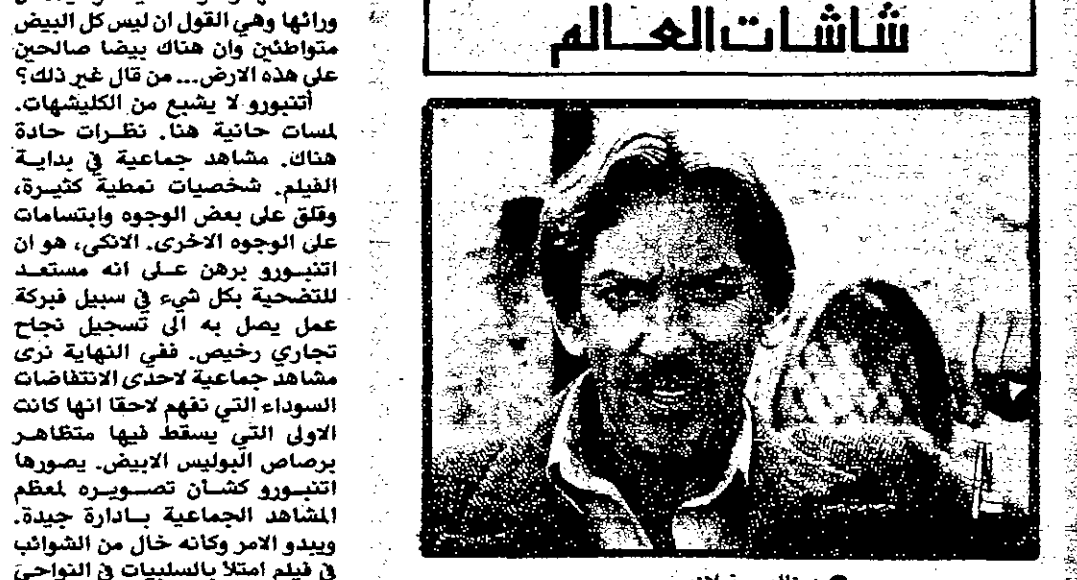 شاشات العالم
ورائها وهي القول ان ليس كل البيض
متواطئين وان هناك بيضا صالحين
على هذه الارض... من قال غير ذلك؟
أتنبورو لا يشبع من الكليشهات.
لمسات حانية هنا. نظرات حادة
هناك. مشاهد جماعية في بداية
الفيلم. شخصيات نمطية كثيرة،
وقلق على بعض الوجوه وابتسامات
على الوجوه الاخرى. الانكى، هو ان
اتنبورو برهن على انه مستعد
للتضحية بكل شيء في سبيل فبركة
عمل يصل به الى تسجيل نجاح
تجاري رخيص. ففي النهاية نرى
مشاهد جماعية لاحدى الانتفاضات
السوداء التي نفهم لاحقا انها كانت
الاولى التي يسقط فيها متظاهر
برصاص البوليس الابيض. يصورها
اتنبورو كشأن تصويره لمعظم
المشاهد الجماعية بادارة جيدة.
ويبدو الامر وكأنه خال من الشوائب
في فيلم امتلأ بالسلبيات في النواحي